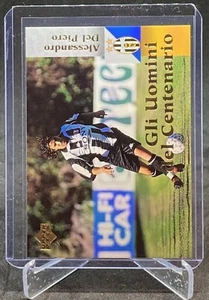 Alessandro
Del Piero
Gli Uomini
del Centenario
HI-FI
CAR